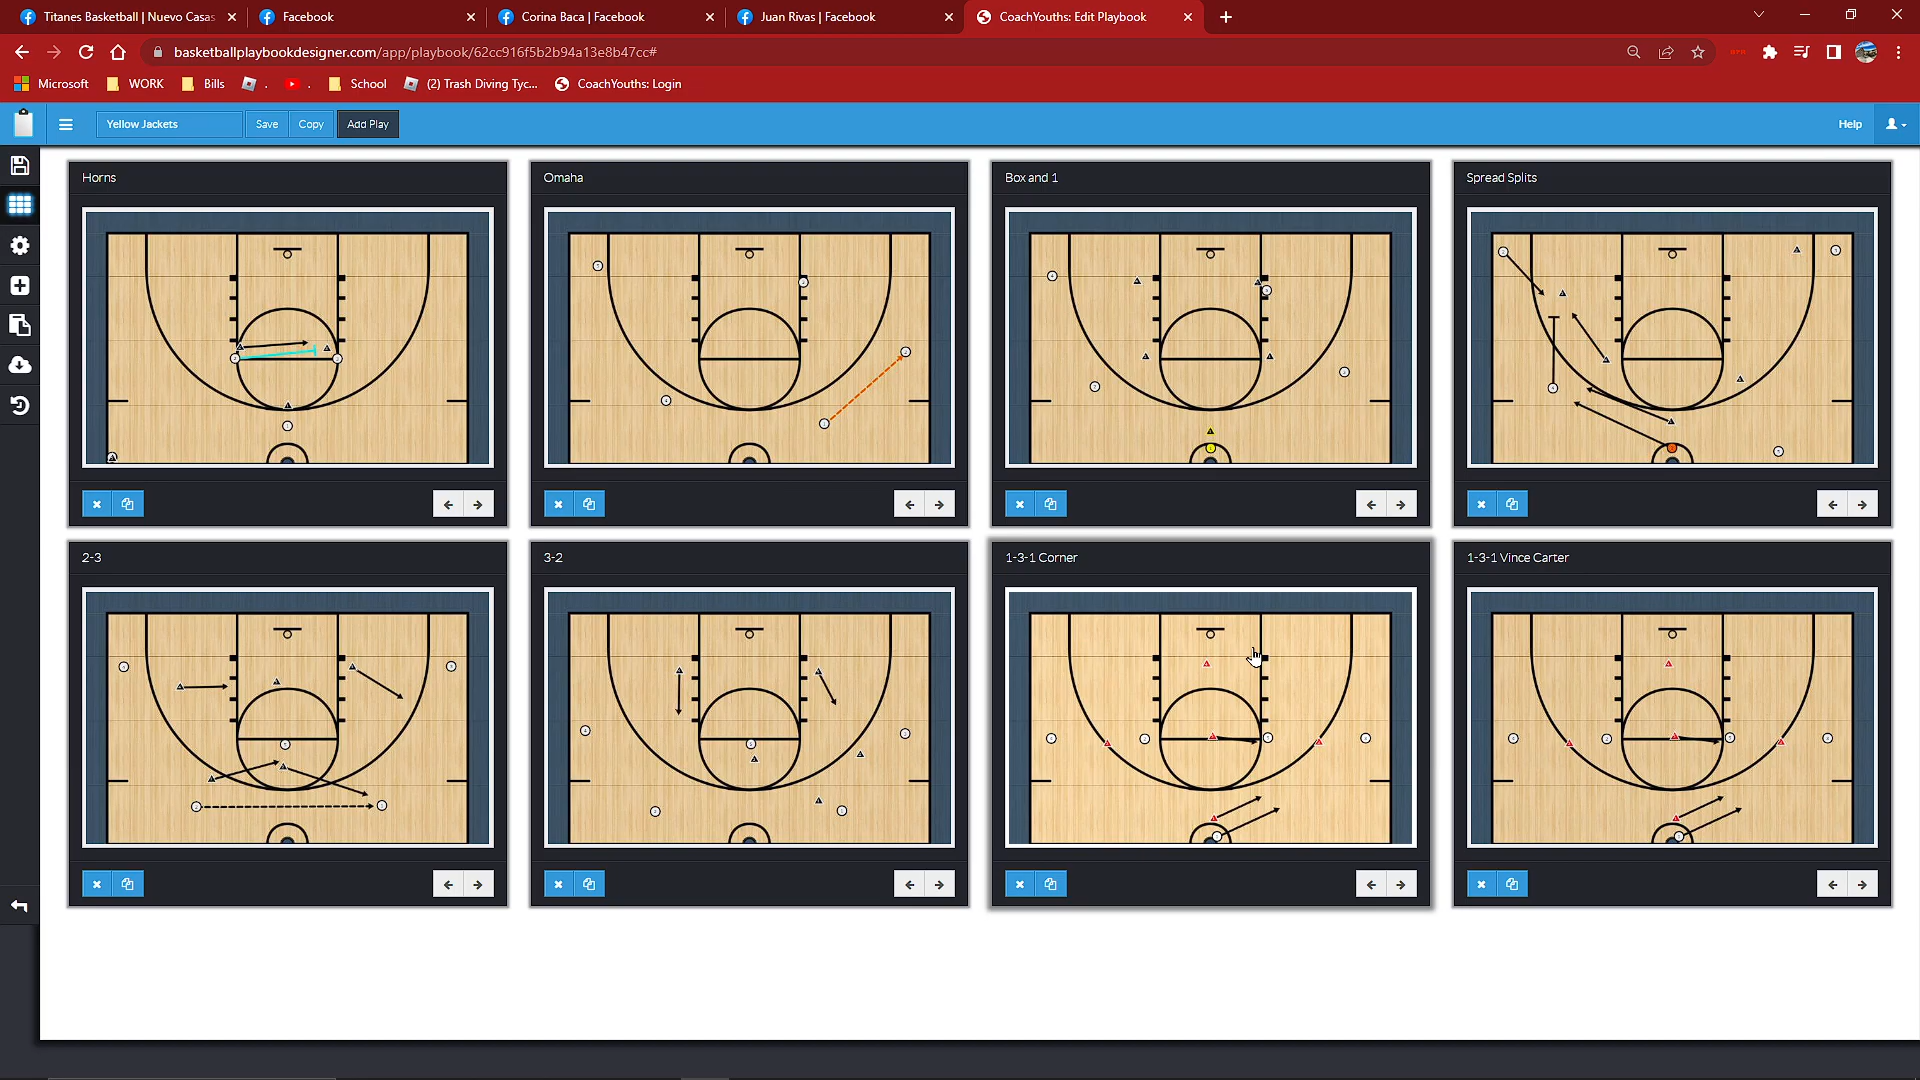 Titanes Basketball | Nuevo Casas
Facebook
Corina Baca | Facebook
Juan Rivas | Facebook
CoachYouths: Edit Playbook
basketballplaybookdesigner.com/app/playbook/62cc916f5b2b94a13e8b47cc#
Microsoft
WORK
Bills
.
.
School
(2) Trash Diving Tyc...
CoachYouths: Login
Yellow Jackets
Save
Copy
Add Play
Help
Horns
Omaha
Box and 1
Spread Splits
2-3
3-2
1-3-1 Corner
1-3-1 Vince Carter